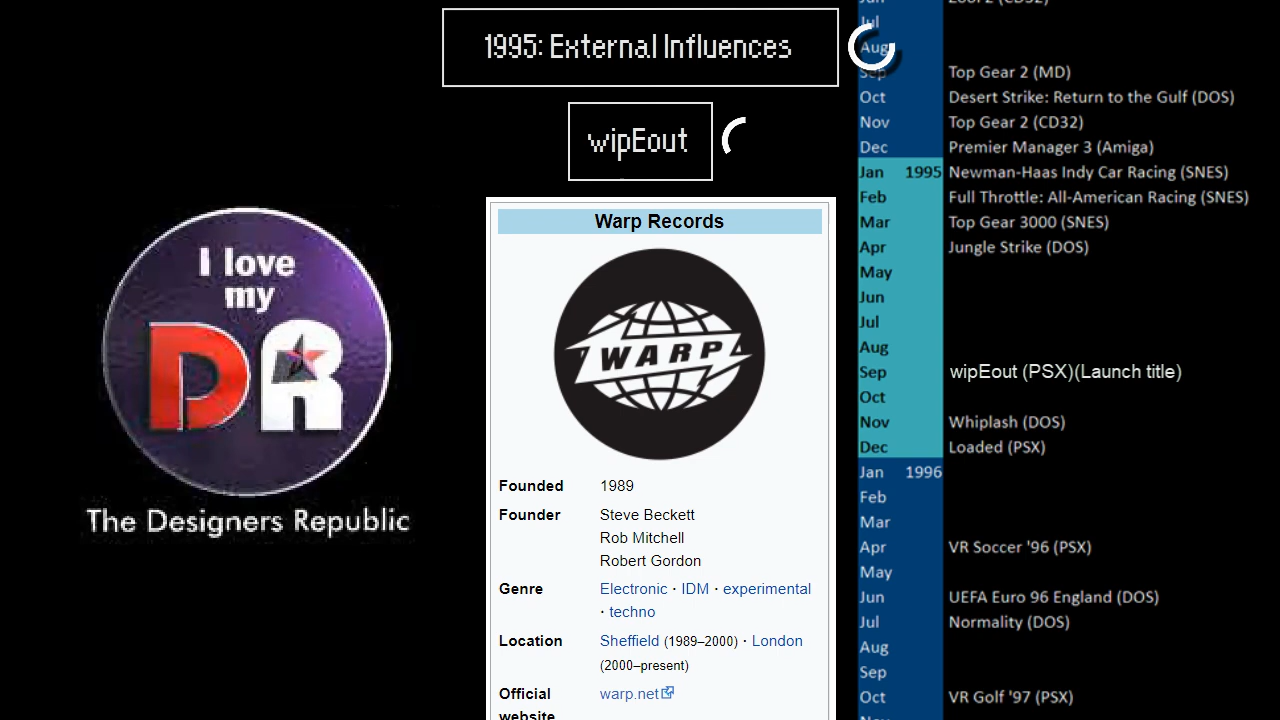 1995: External Influences
wipEout
I love
my
DR
The Designers Republic
Warp Records
WARP
Founded 1989
Founder Steve Beckett
Rob Mitchell
Robert Gordon
Genre Electronic · IDM · experimental
· techno
Location Sheffield (1989–2000) · London
(2000–present)
Official warp.net
website
Jul
Aug
Sep Top Gear 2 (MD)
Oct Desert Strike: Return to the Gulf (DOS)
Nov Top Gear 2 (CD32)
Dec Premier Manager 3 (Amiga)
Jan 1995 Newman-Haas Indy Car Racing (SNES)
Feb Full Throttle: All-American Racing (SNES)
Mar Top Gear 3000 (SNES)
Apr Jungle Strike (DOS)
May
Jun
Jul
Aug
Sep wipEout (PSX)(Launch title)
Oct
Nov Whiplash (DOS)
Dec Loaded (PSX)
Jan 1996
Feb
Mar
Apr VR Soccer '96 (PSX)
May
Jun UEFA Euro 96 England (DOS)
Jul Normality (DOS)
Aug
Sep
Oct VR Golf '97 (PSX)